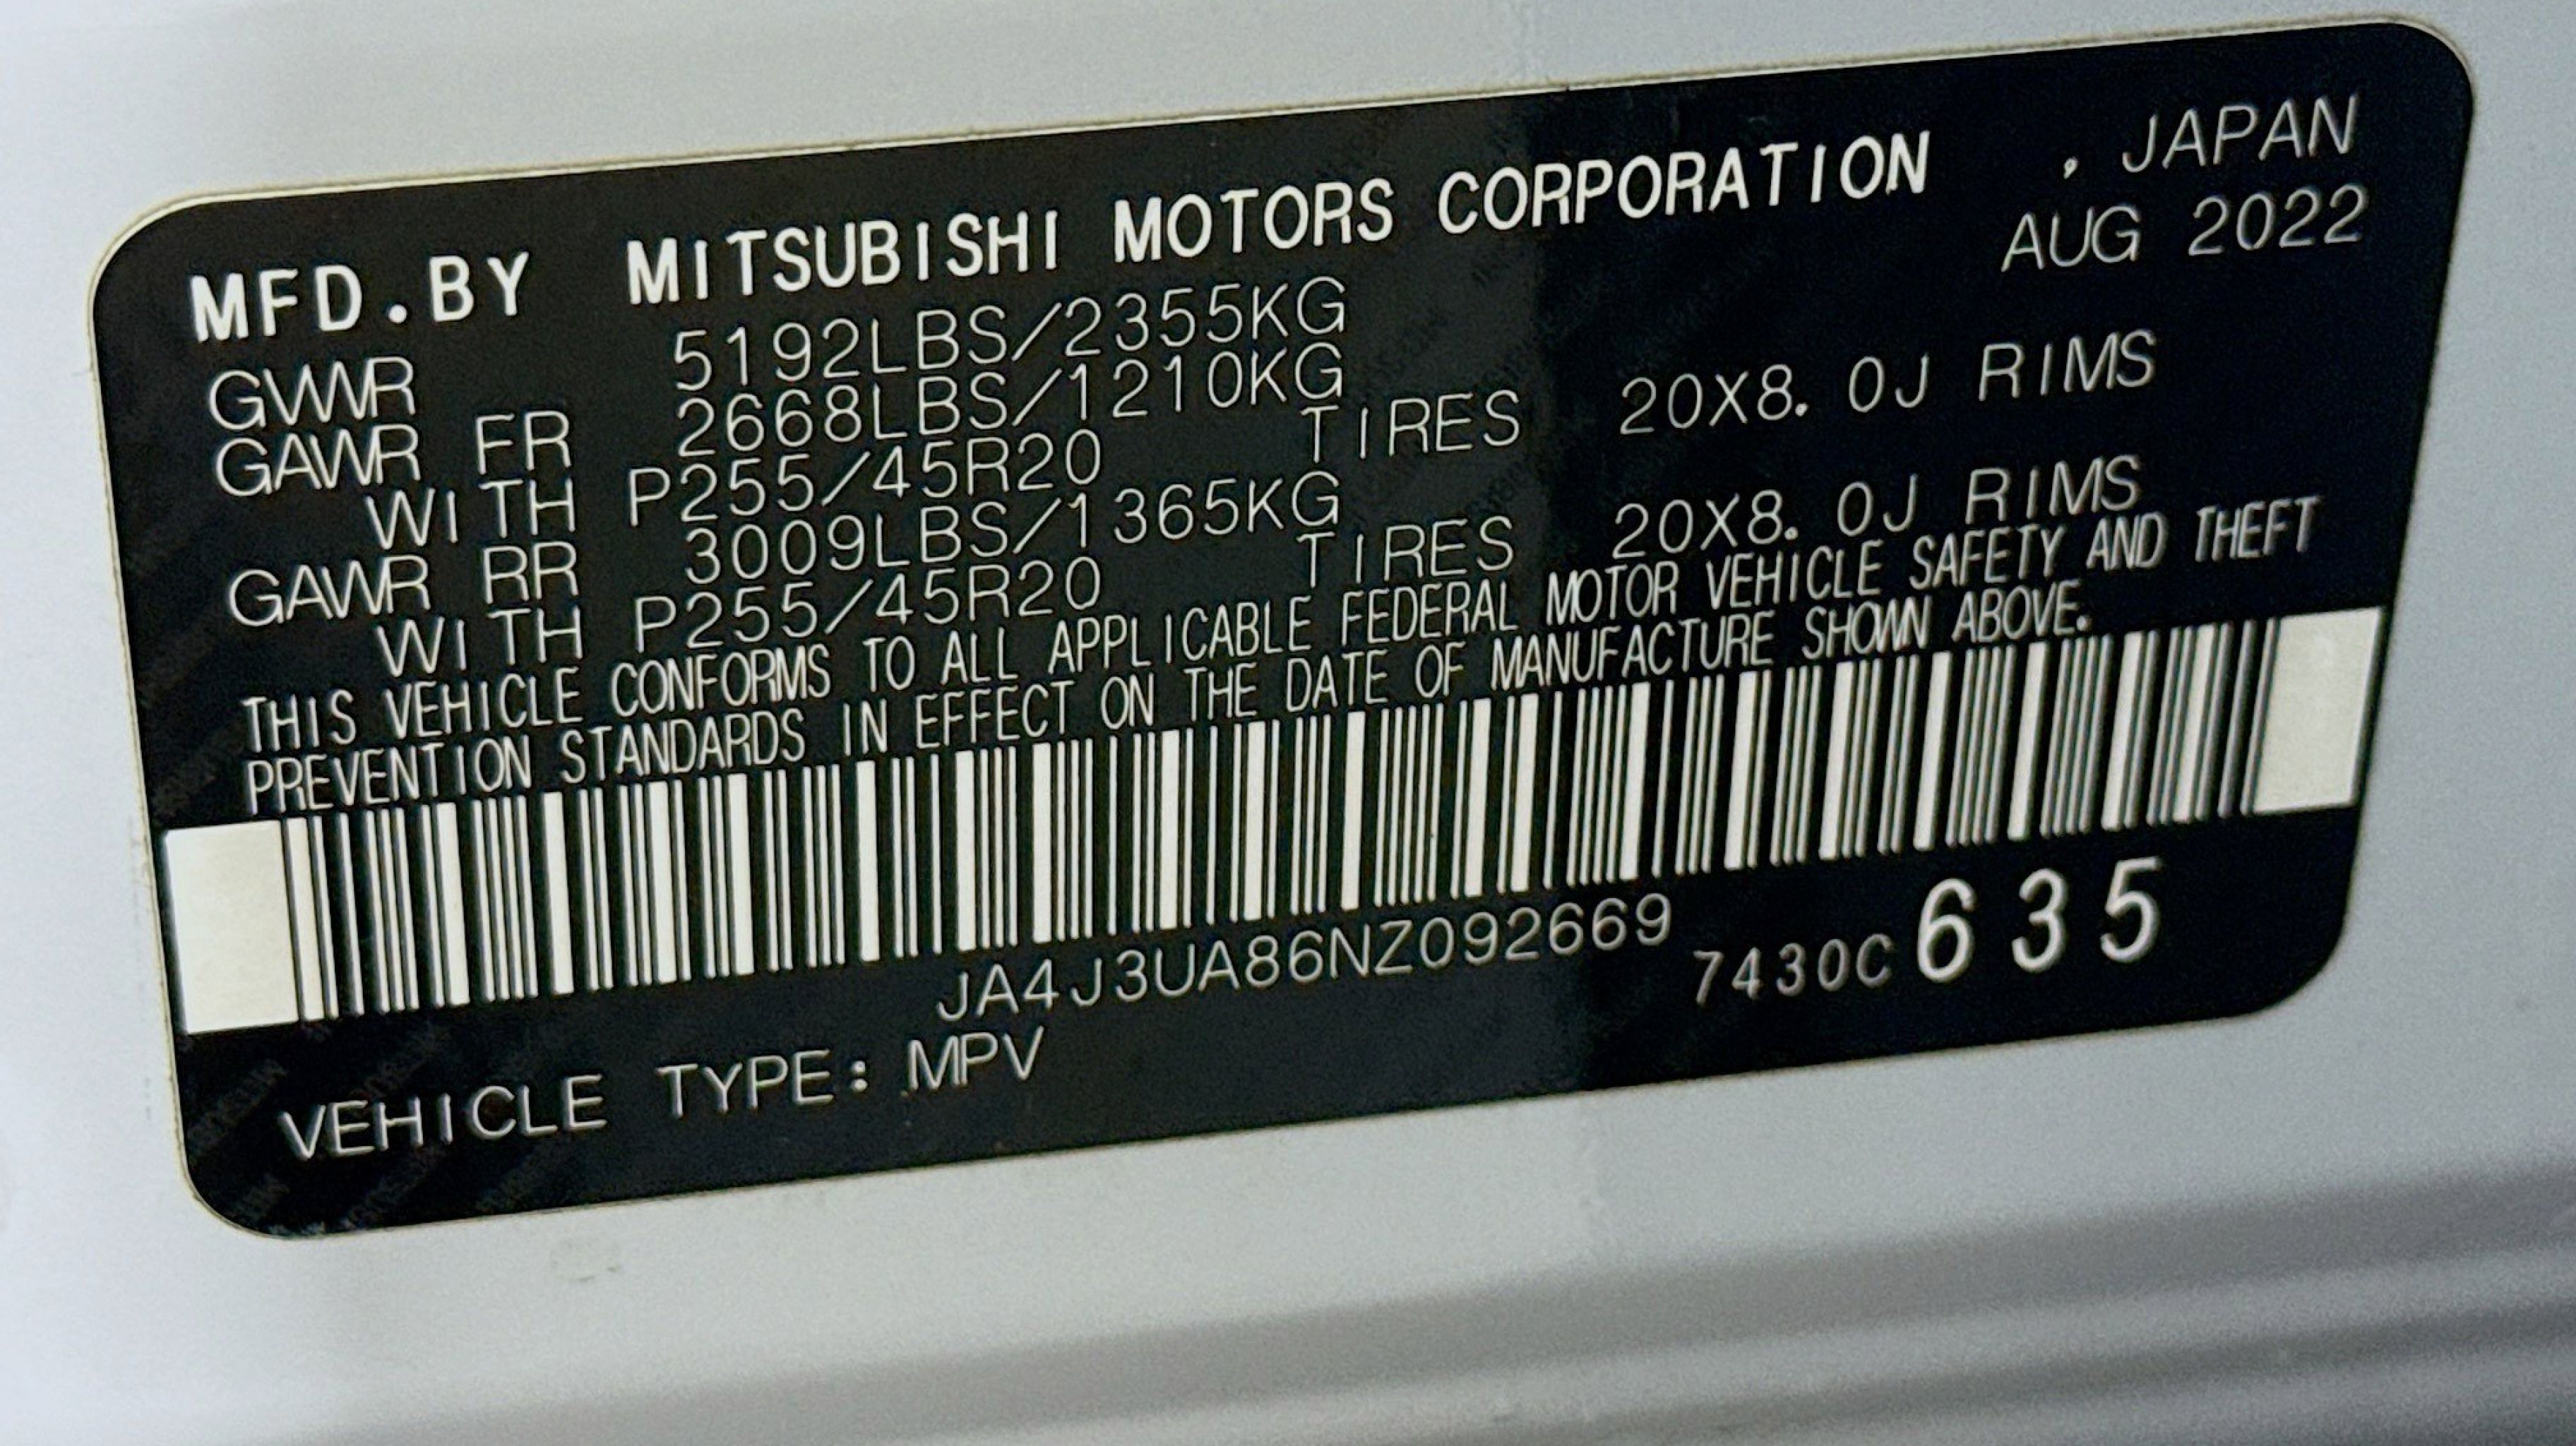 MFD.BY MITSUBISHI MOTORS CORPORATION , JAPAN
AUG 2022
GVWR 5192LBS/2355KG
GAWR FR 2668LBS/1210KG
WITH P255/45R20 TIRES 20X8.0J RIMS
GAWR RR 3009LBS/1365KG
WITH P255/45R20 TIRES 20X8.0J RIMS
THIS VEHICLE CONFORMS TO ALL APPLICABLE FEDERAL MOTOR VEHICLE SAFETY AND THEFT
PREVENTION STANDARDS IN EFFECT ON THE DATE OF MANUFACTURE SHOWN ABOVE.
JA4J3UA86NZ092669
7430C635
VEHICLE TYPE: MPV